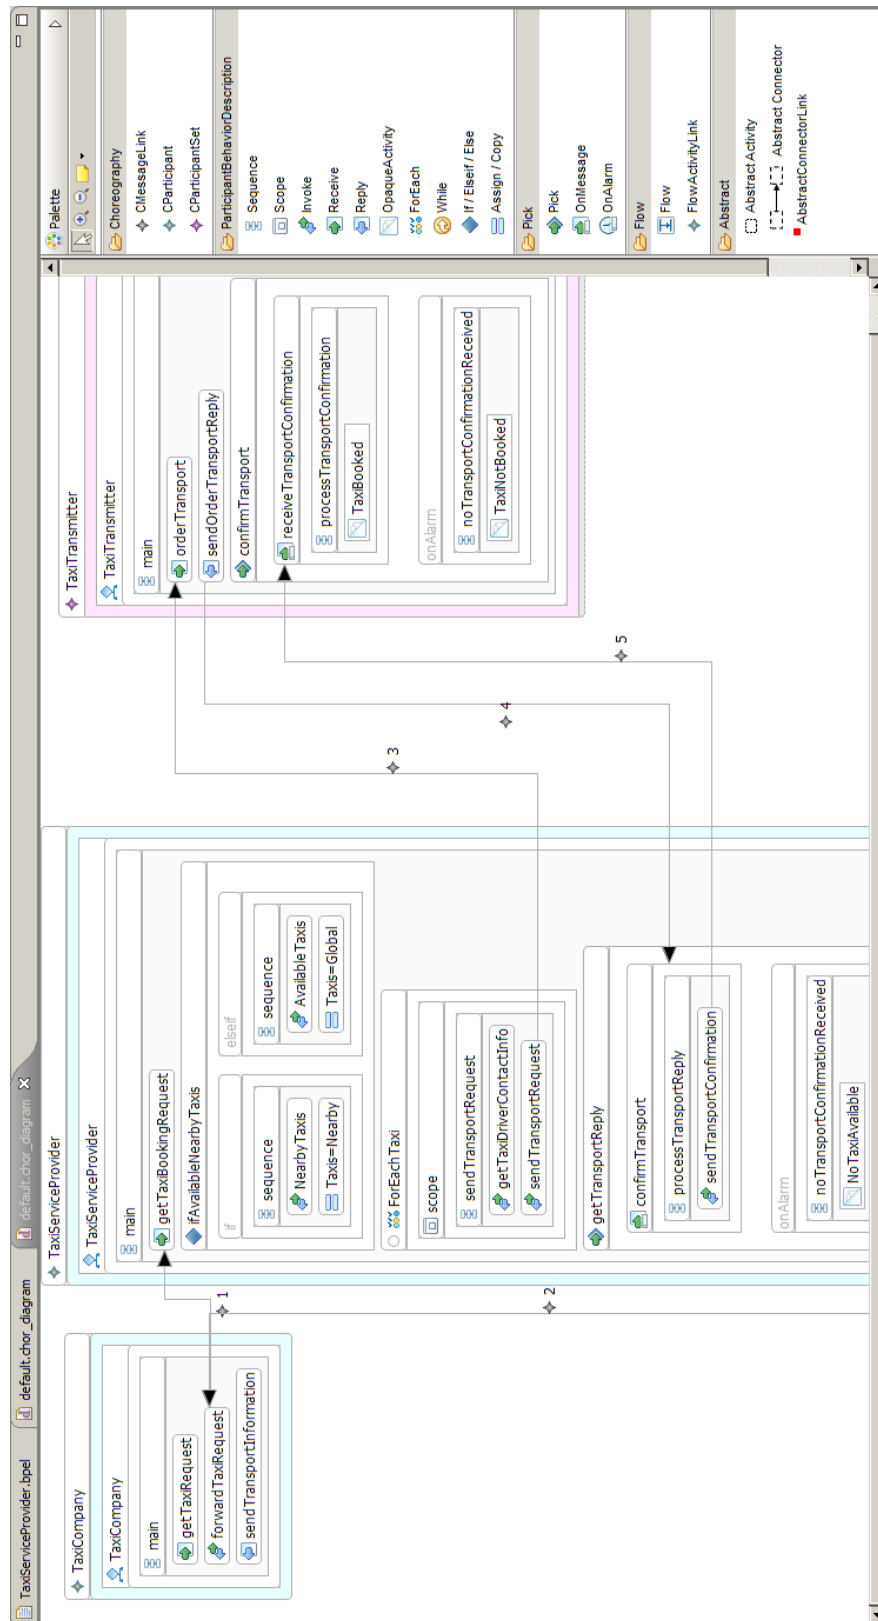 TaxiServiceProvider.bpel
default.chor_diagram
default.chor_diagram
TaxiCompany
TaxiCompany
main
getTaxiRequest
forwardTaxiRequest
sendTransportInformation
1
2
TaxiServiceProvider
TaxiServiceProvider
main
getTaxiBookingRequest
ifAvailableNearbyTaxis
if
sequence
NearbyTaxis
Taxis=Nearby
elseif
sequence
AvailableTaxis
Taxis=Global
ForEachTaxi
scope
sendTransportRequest
getTaxiDriverContactInfo
sendTransportRequest
getTransportReply
confirmTransport
processTransportReply
sendTransportConfirmation
onAlarm
noTransportConfirmationReceived
NoTaxiAvailable
3
4
5
TaxiTransmitter
TaxiTransmitter
main
orderTransport
sendOrderTransportReply
confirmTransport
receiveTransportConfirmation
processTransportConfirmation
TaxiBooked
onAlarm
noTransportConfirmationReceived
TaxiNotBooked
Palette
Choreography
CMessageLink
CParticipant
CParticipantSet
ParticipantBehaviorDescription
Sequence
Scope
Invoke
Receive
Reply
OpaqueActivity
ForEach
While
If / Elseif / Else
Assign / Copy
Pick
Pick
OnMessage
OnAlarm
Flow
Flow
FlowActivityLink
Abstract
Abstract Activity
Abstract Connector
AbstractConnectorLink